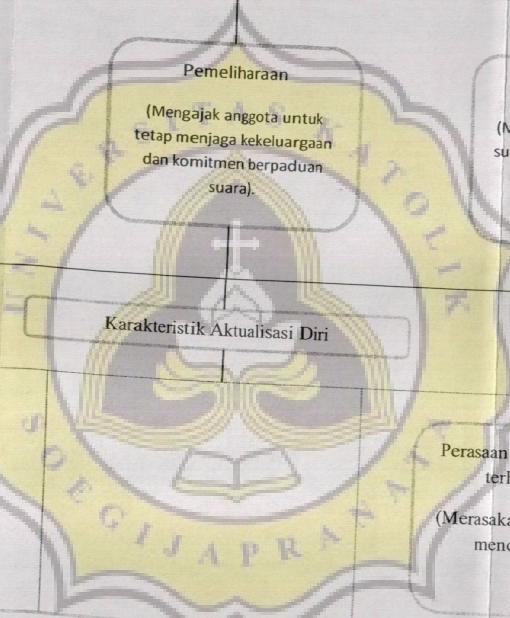 Pemeliharaan
(Mengajak anggota untuk
tetap menjaga kekeluargaan
dan komitmen berpaduan
suara).
Karakteristik Aktualisasi Diri
Perasaan
(Merasaka
UNIVERSITAS KATOLIK
SOEGIJAPRANATA